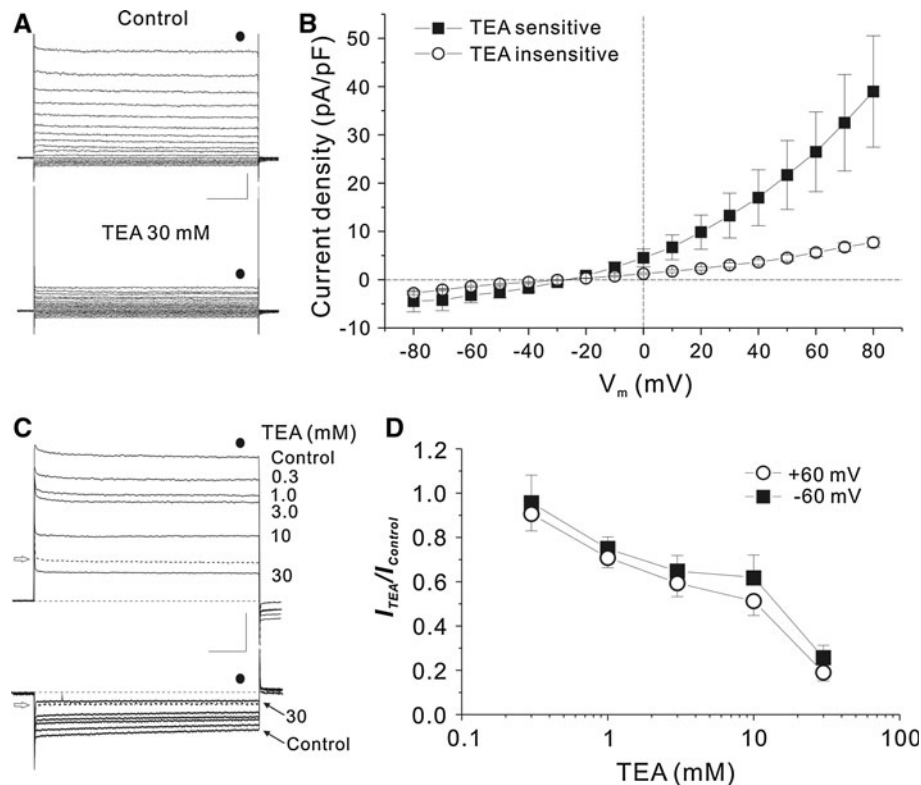 A
Control
TEA 30 mM
B
TEA sensitive
TEA insensitive
Current density (pA/pF)
50
40
30
20
10
0
-10
-80 -60 -40 -20 0 20 40 60 80
Vm (mV)
C
TEA (mM)
Control
0.3
1.0
3.0
10
30
30
Control
D
+60 mV
-60 mV
ITEA/IControl
1.2
1.0
0.8
0.6
0.4
0.2
0.0
0.1 1 10 100
TEA (mM)